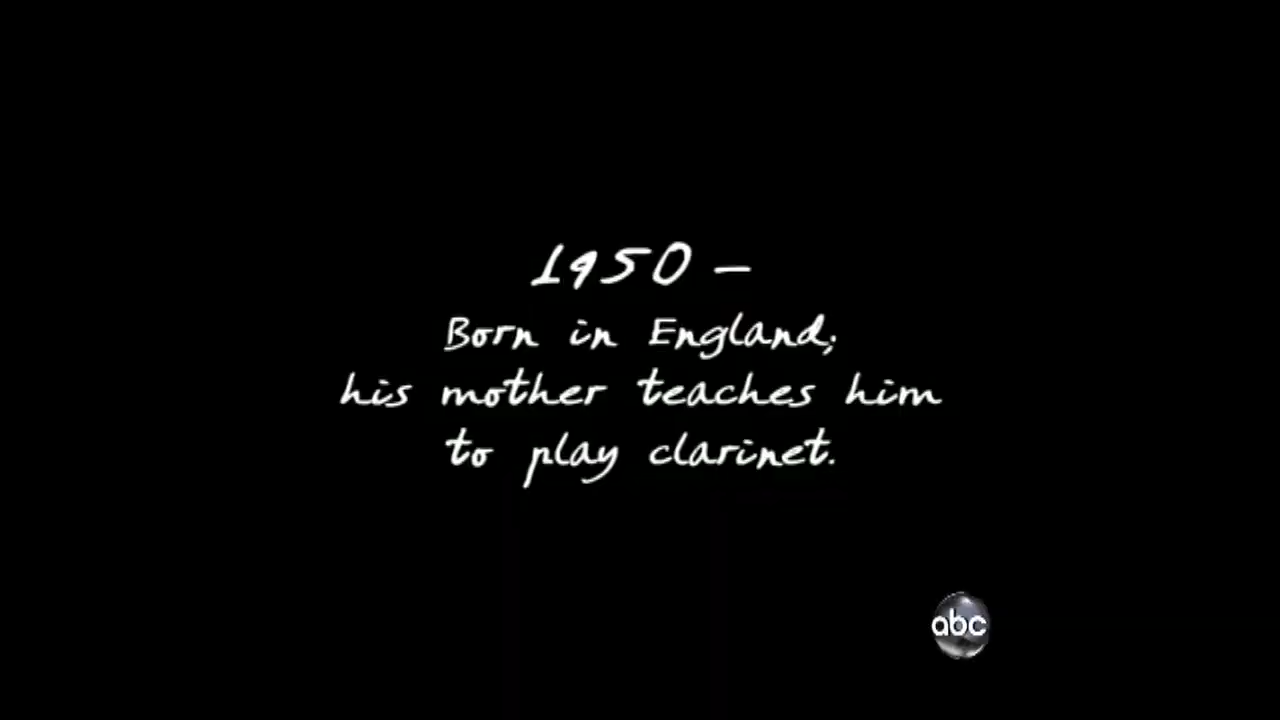 1950 –
Born in England;
his mother teaches him
to play clarinet.
abc